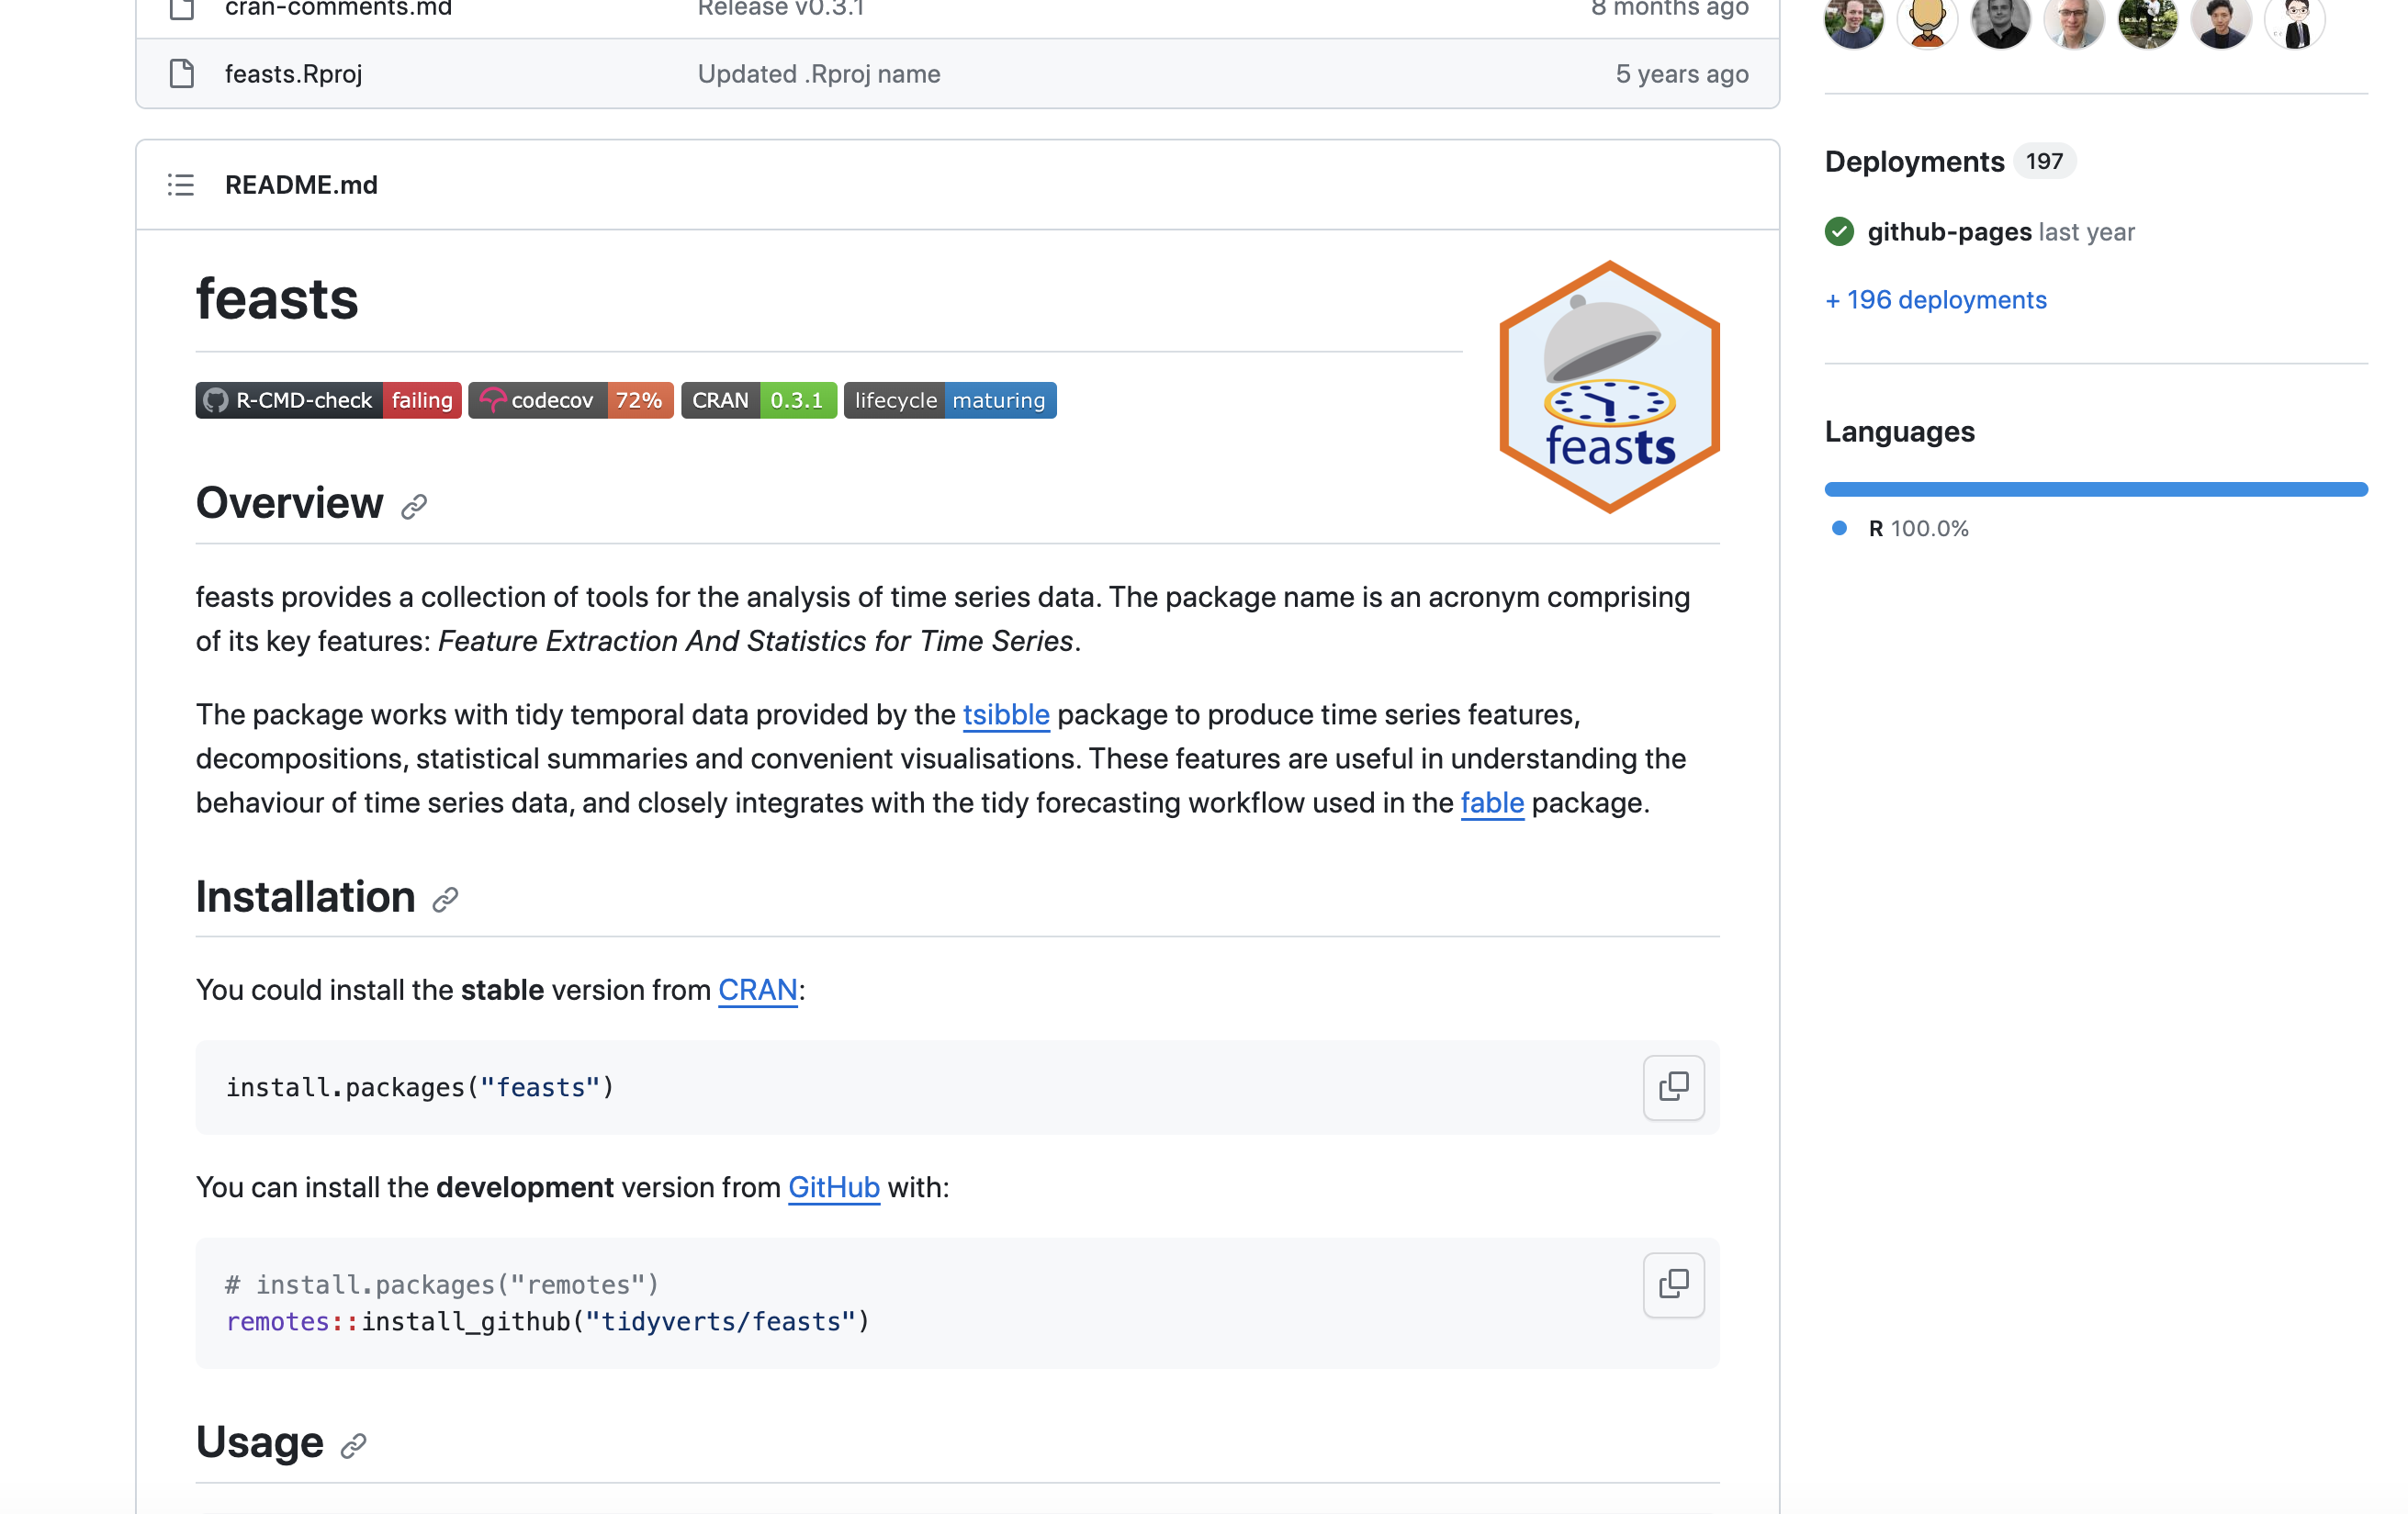 cran-comments.md Release v0.3.1 8 months ago
feasts.Rproj Updated .Rproj name 5 years ago
README.md
feasts
R-CMD-check failing codecov 72% CRAN 0.3.1 lifecycle maturing
feasts
Overview
feasts provides a collection of tools for the analysis of time series data. The package name is an acronym comprising
of its key features: Feature Extraction And Statistics for Time Series.
The package works with tidy temporal data provided by the tsibble package to produce time series features,
decompositions, statistical summaries and convenient visualisations. These features are useful in understanding the
behaviour of time series data, and closely integrates with the tidy forecasting workflow used in the fable package.
Installation
You could install the stable version from CRAN:
install.packages("feasts")
You can install the development version from GitHub with:
# install.packages("remotes")
remotes::install_github("tidyverts/feasts")
Usage
Deployments 197
github-pages last year
+ 196 deployments
Languages
R 100.0%